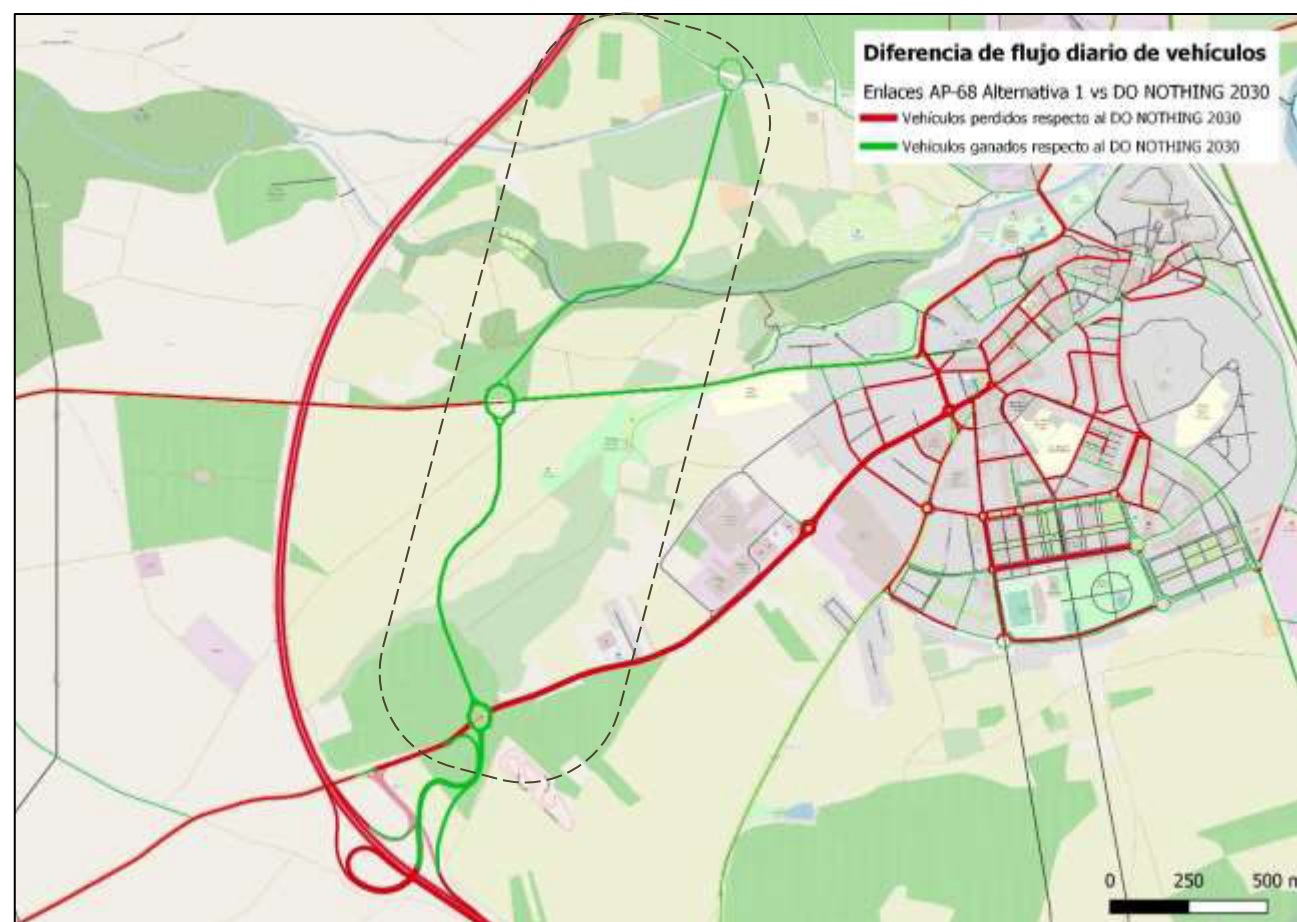 Diferencia de flujo diario de vehículos
Enlaces AP-68 Alternativa 1 vs DO NOTHING 2030
Vehículos perdidos respecto al DO NOTHING 2030
Vehículos ganados respecto al DO NOTHING 2030
0 250 500 m